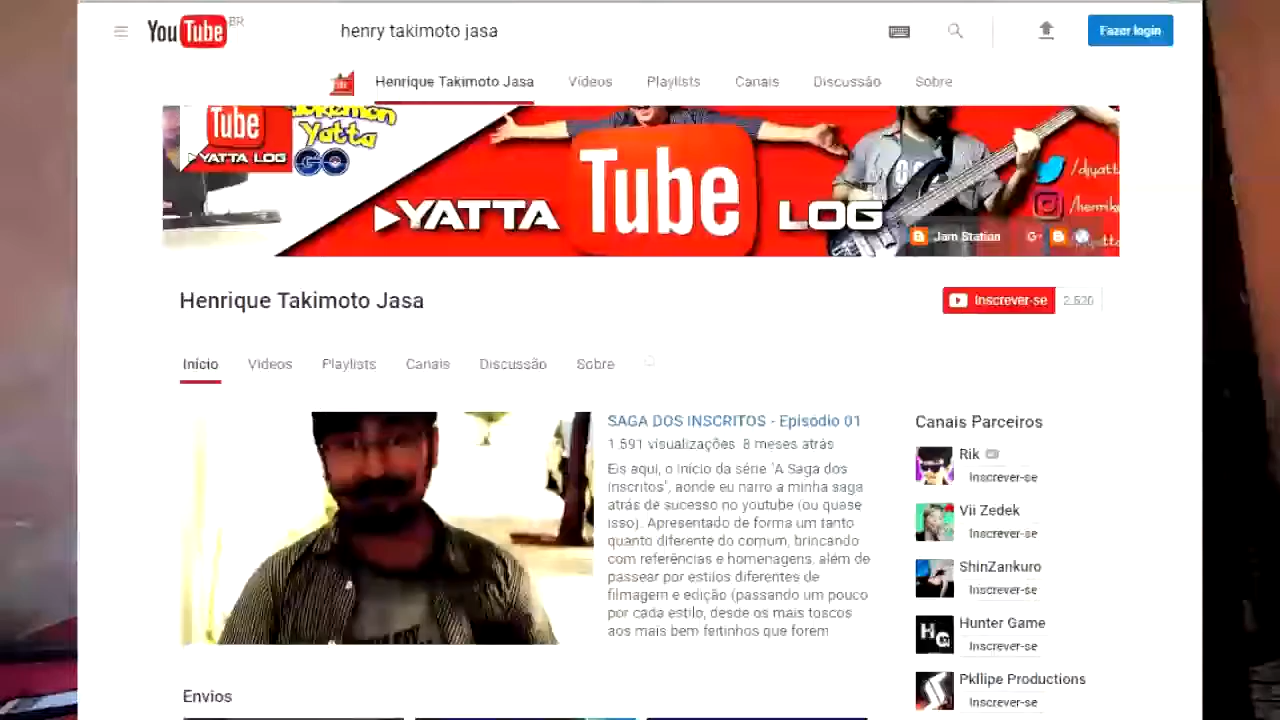 YouTube BR
henry takimoto jasa
Fazer login
Henrique Takimoto Jasa
Vídeos
Playlists
Canais
Discussão
Sobre
Tube
YATTA LOG
Pokemon
Yatta
GO
YATTA Tube LOG
Jam Station
G+
Henrique Takimoto Jasa
Inscrever-se
2.520
Início
Vídeos
Playlists
Canais
Discussão
Sobre
SAGA DOS INSCRITOS - Episódio 01
1.591 visualizações 8 meses atrás
Eis aqui, o Início da série "A Saga dos
Inscritos", aonde eu narro a minha saga
atrás de sucesso no youtube (ou quase
isso). Apresentado de forma um tanto
quanto diferente do comum, brincando
com referências e homenagens, além de
passear por estilos diferentes de
filmagem e edição (passando um pouco
por cada estilo, desde os mais toscos
aos mais bem feitinhos que forem
Canais Parceiros
Rik
Inscrever-se
Vii Zedek
Inscrever-se
ShinZankuro
Inscrever-se
Hunter Game
Inscrever-se
Pkllipe Productions
Inscrever-se
Envios